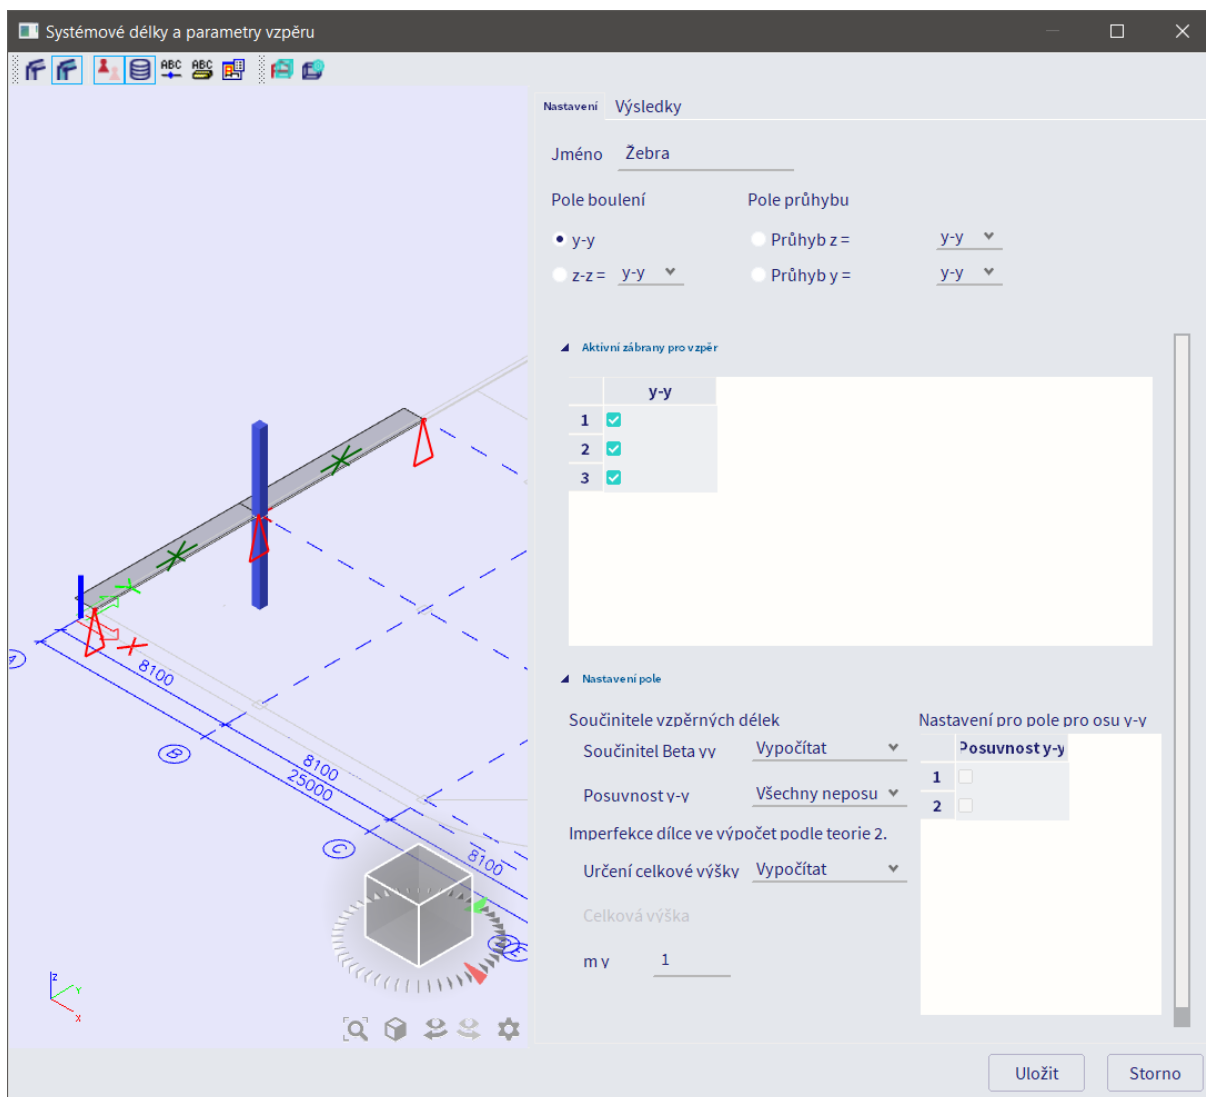 Systémové délky a parametry vzpěru
ABC ABC
Nastavení Výsledky
Jméno Žebra
Pole boulení Pole průhybu
y-y Průhyb z = y-y
z-z = y-y Průhyb y = y-y
Aktivní zábrany pro vzpěr
y-y
1
2
3
Nastavení pole
Součinitele vzpěrných délek Nastavení pro pole pro osu y-y
Součinitel Beta yy Vypočítat Posuvnost y-y
1
Posuvnost y-y Všechny neposu 2
Imperfekce dílce ve výpočet podle teorie 2.
Určení celkové výšky Vypočítat
Celková výška
m y 1
Uložit Storno
X
A
8100
B
8100
25000
C
8100
E
z
Y
X